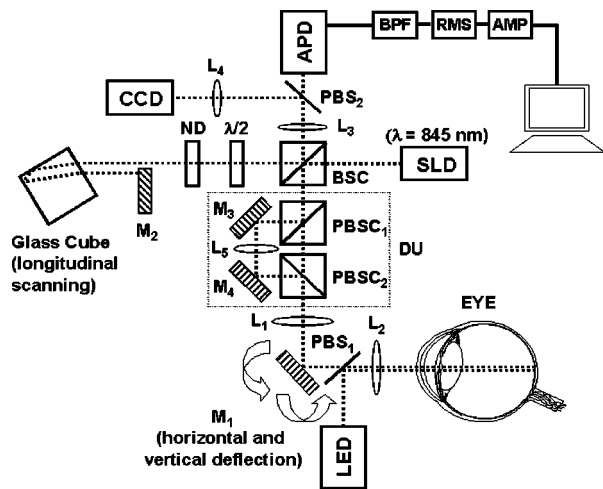 APD
BPF
RMS
AMP
L4
CCD
PBS2
L3
ND
λ/2
(λ = 845 nm)
SLD
BSC
M2
Glass Cube
(longitudinal
scanning)
M3
PBSC1
L5
DU
M4
PBSC2
L1
PBS1
L2
EYE
M1
(horizontal and
vertical deflection)
LED